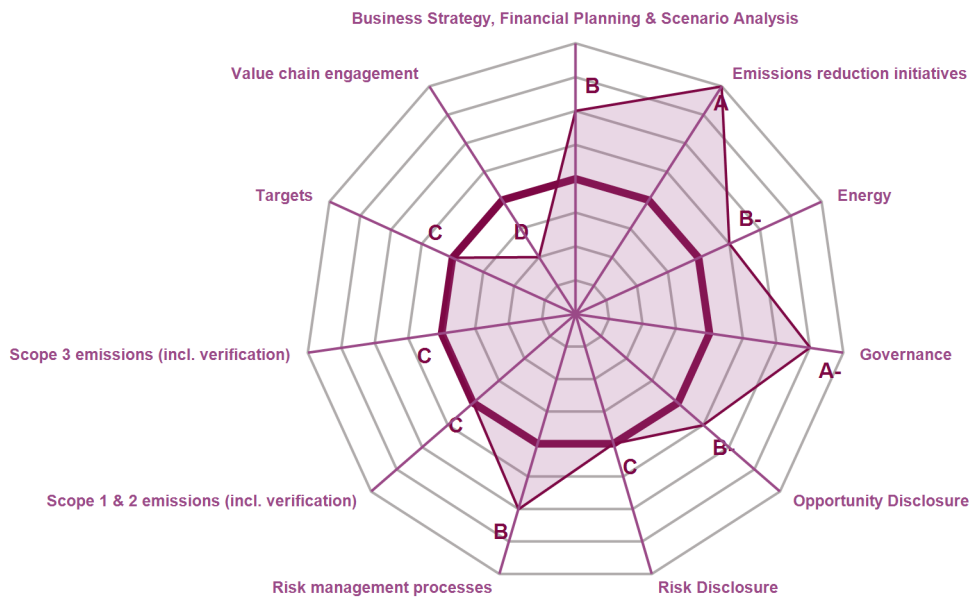 Business Strategy, Financial Planning & Scenario Analysis
Value chain engagement
Emissions reduction initiatives
B
A
Targets
Energy
C
D
B-
Scope 3 emissions (incl. verification)
C
Governance
A-
C
B-
C
Scope 1 & 2 emissions (incl. verification)
Opportunity Disclosure
B
Risk management processes
Risk Disclosure